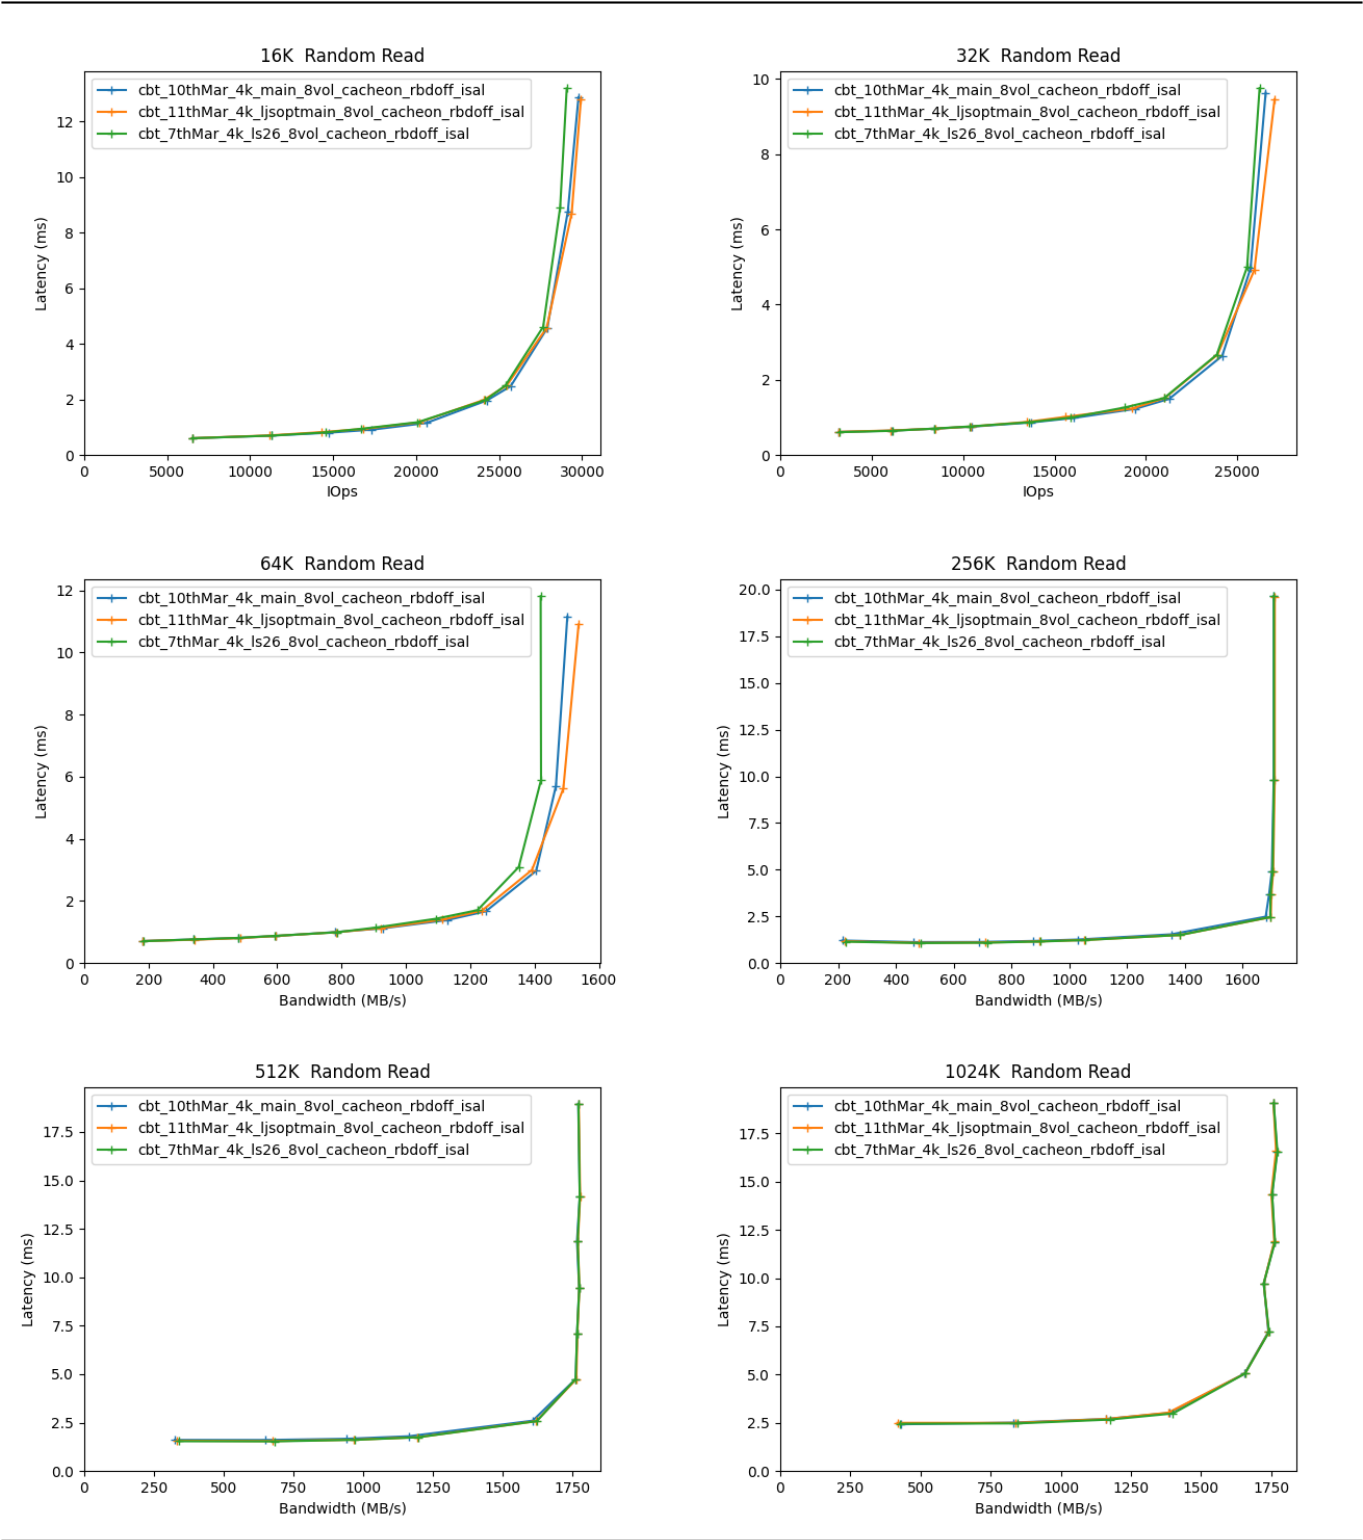 16K  Random Read
cbt_10thMar_4k_main_8vol_cacheon_rbdoff_isal
cbt_11thMar_4k_ljsoptmain_8vol_cacheon_rbdoff_isal
cbt_7thMar_4k_ls26_8vol_cacheon_rbdoff_isal
Latency (ms)
12
10
8
6
4
2
0
0 5000 10000 15000 20000 25000 30000
IOps
32K  Random Read
cbt_10thMar_4k_main_8vol_cacheon_rbdoff_isal
cbt_11thMar_4k_ljsoptmain_8vol_cacheon_rbdoff_isal
cbt_7thMar_4k_ls26_8vol_cacheon_rbdoff_isal
Latency (ms)
10
8
6
4
2
0
0 5000 10000 15000 20000 25000
IOps
64K  Random Read
cbt_10thMar_4k_main_8vol_cacheon_rbdoff_isal
cbt_11thMar_4k_ljsoptmain_8vol_cacheon_rbdoff_isal
cbt_7thMar_4k_ls26_8vol_cacheon_rbdoff_isal
Latency (ms)
12
10
8
6
4
2
0
0 200 400 600 800 1000 1200 1400 1600
Bandwidth (MB/s)
256K  Random Read
cbt_10thMar_4k_main_8vol_cacheon_rbdoff_isal
cbt_11thMar_4k_ljsoptmain_8vol_cacheon_rbdoff_isal
cbt_7thMar_4k_ls26_8vol_cacheon_rbdoff_isal
Latency (ms)
20.0
17.5
15.0
12.5
10.0
7.5
5.0
2.5
0.0
0 200 400 600 800 1000 1200 1400 1600
Bandwidth (MB/s)
512K  Random Read
cbt_10thMar_4k_main_8vol_cacheon_rbdoff_isal
cbt_11thMar_4k_ljsoptmain_8vol_cacheon_rbdoff_isal
cbt_7thMar_4k_ls26_8vol_cacheon_rbdoff_isal
Latency (ms)
17.5
15.0
12.5
10.0
7.5
5.0
2.5
0.0
0 250 500 750 1000 1250 1500 1750
Bandwidth (MB/s)
1024K  Random Read
cbt_10thMar_4k_main_8vol_cacheon_rbdoff_isal
cbt_11thMar_4k_ljsoptmain_8vol_cacheon_rbdoff_isal
cbt_7thMar_4k_ls26_8vol_cacheon_rbdoff_isal
Latency (ms)
17.5
15.0
12.5
10.0
7.5
5.0
2.5
0.0
0 250 500 750 1000 1250 1500 1750
Bandwidth (MB/s)